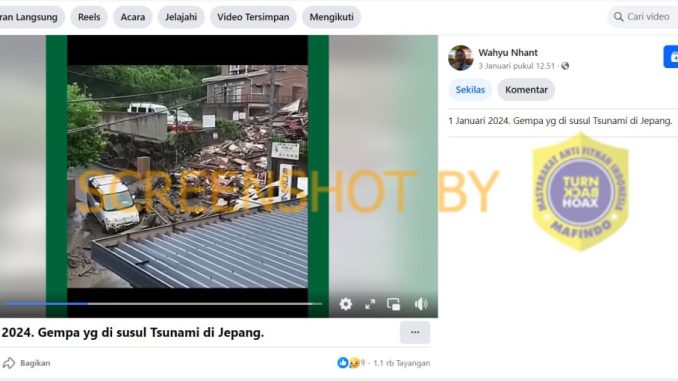 ran Langsung
Reels
Acara
Jelajahi
Video Tersimpan
Mengikuti
Cari video
Wahyu Nhant
3 Januari pukul 12.51
Sekilas
Komentar
1 Januari 2024. Gempa yg di susul Tsunami di Jepang.
SCREENSHOT BY
MASYARAKAT ANTI FITNAH INDONESIA
TURN
BACK
HOAX
MAFINDO
2024. Gempa yg di susul Tsunami di Jepang.
Bagikan
9 · 1,1 rb Tayangan